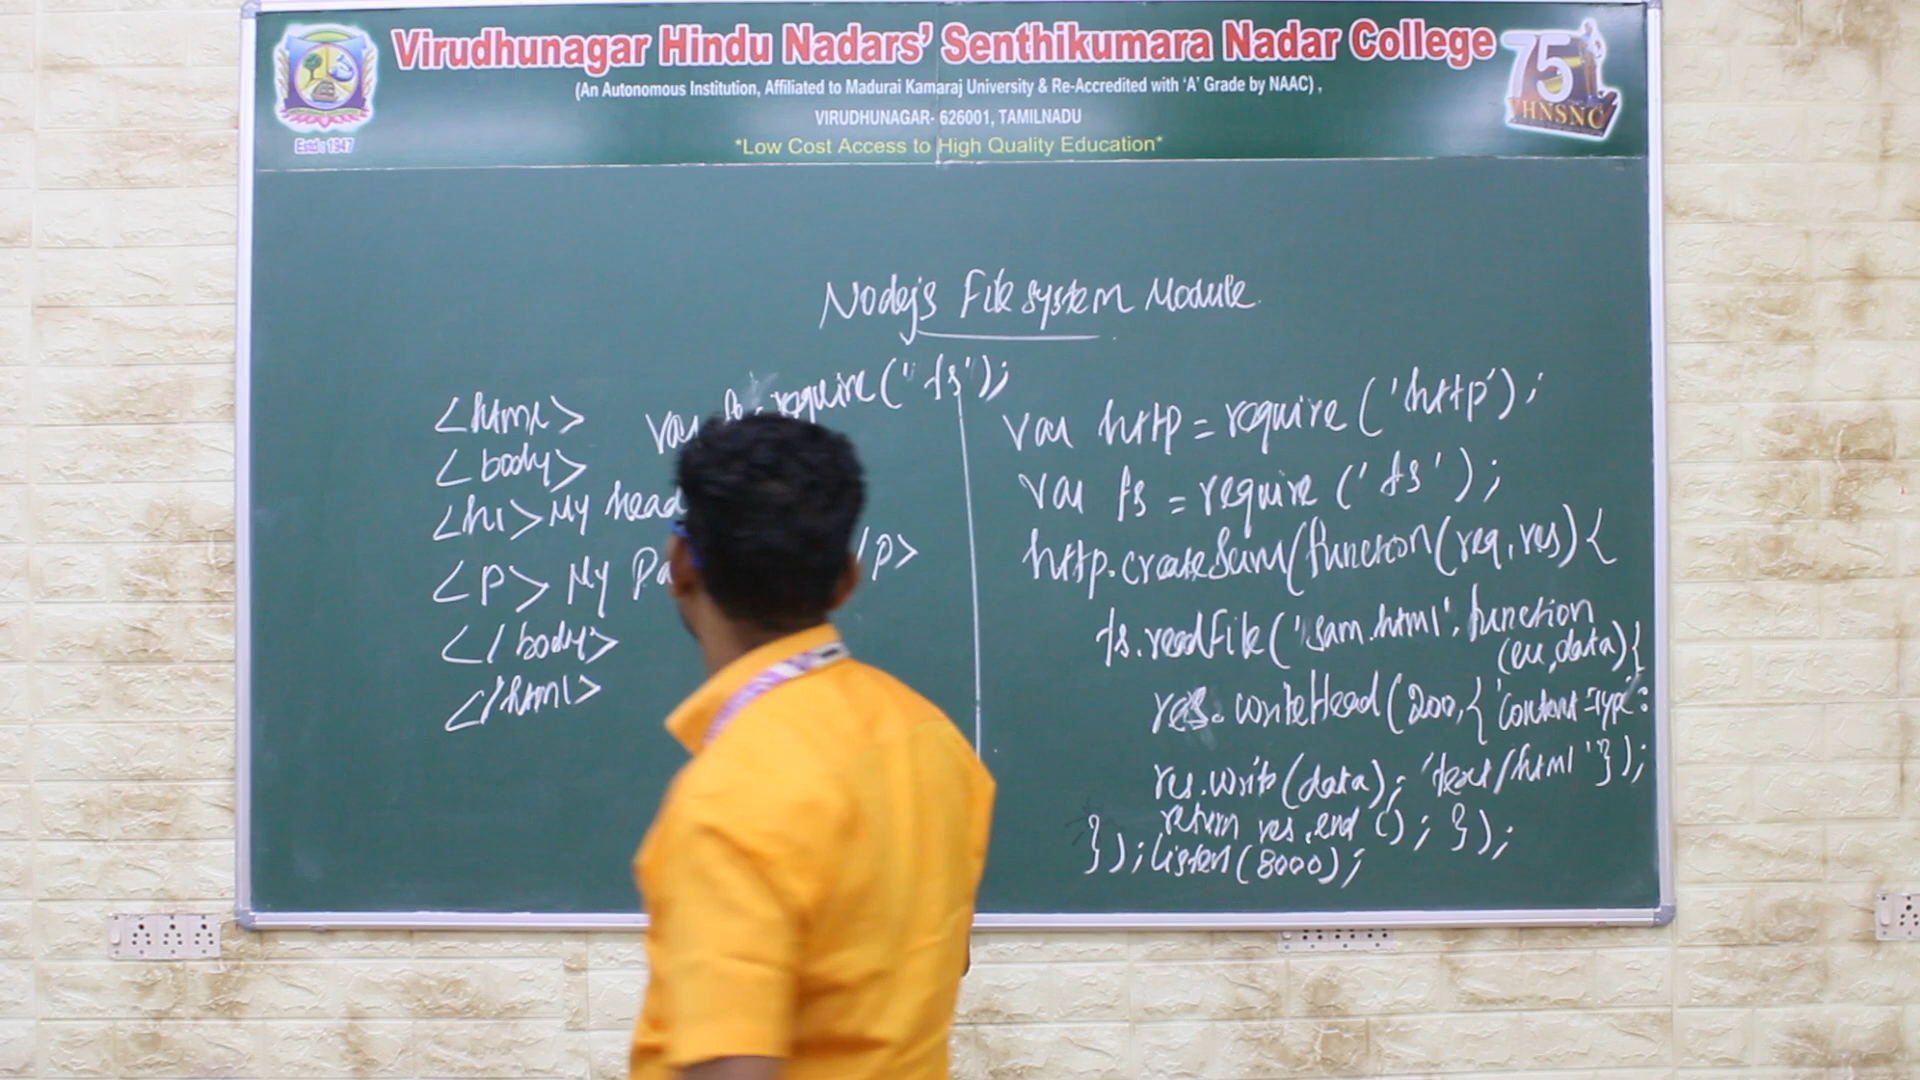 Virudhunagar Hindu Nadars' Senthikumara Nadar College
(An Autonomous Institution, Affiliated to Madurai Kamaraj University & Re-Accredited with 'A' Grade by NAAC) ,
VIRUDHUNAGAR- 626001, TAMILNADU
*Low Cost Access to High Quality Education*
Estd : 1947
75
VHNSNC
Nodejs File system Module
var fs = require("fs");
<html>
<body>
<h1>My head
<p> My Pa /p>
</body>
</html>
var http = require('http');
var fs = require('fs');
http.createServer(function(req,res){
fs.readFile('sam.html', function
(err,data){
res.writeHead(200,{'Content-Type':
res.write(data); 'text/html'});
return res.end(); });
});listen(8000);